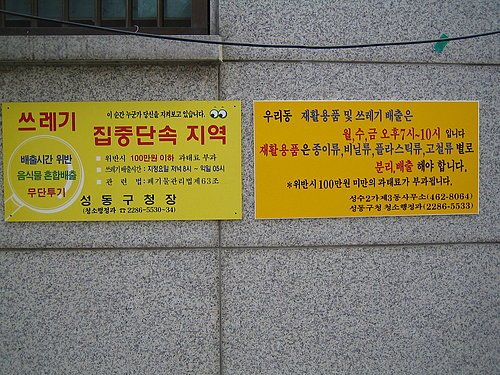 이 순간 누군가 당신을 지켜보고 있습니다.
쓰레기
집중단속 지역
배출시간 위반
음식물 혼합배출
무단투기
위반시 100만원 이하 과태료 부과
쓰레기배출시간 : 지정요일 저녁 8시 ~ 익일 05시
관 련 법 : 폐기물관리법제63조
성동구청장
(청소행정과 ☎ 2286-5530~34)
우리동 재활용품 및 쓰레기 배출은
월,수,금 오후7시~10시 입니다
재활용품은 종이류,비닐류,플라스틱류,고철류 별로
분리,배출 해야 합니다.
*위반시100만원 미만의 과태료가 부과됩니다.
성수2가제3동사무소(462-8064)
성동구청 청소행정과(2286-5533)